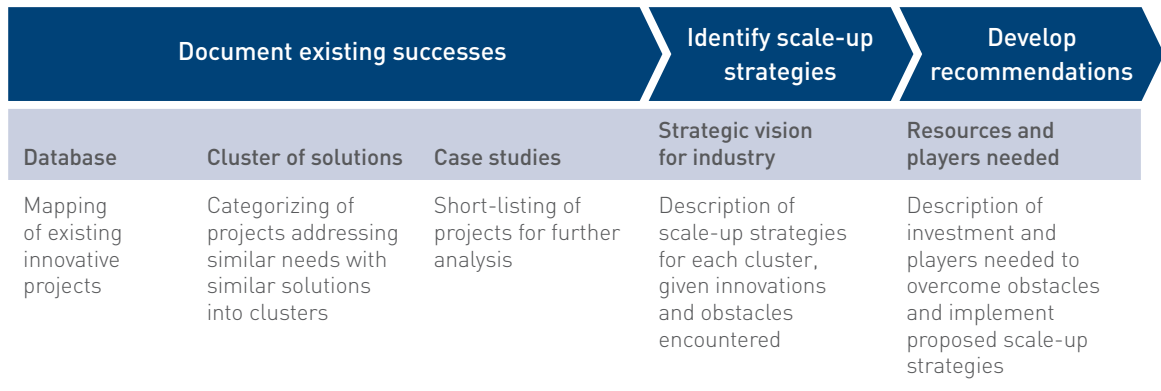 Document existing successes
Identify scale-up
strategies
Develop
recommendations
Database
Cluster of solutions
Case studies
Strategic vision
for industry
Resources and
players needed
Mapping
of existing
innovative
projects
Categorizing of
projects addressing
similar needs with
similar solutions
into clusters
Short-listing of
projects for further
analysis
Description of
scale-up strategies
for each cluster,
given innovations
and obstacles
encountered
Description of
investment and
players needed to
overcome obstacles
and implement
proposed scale-up
strategies